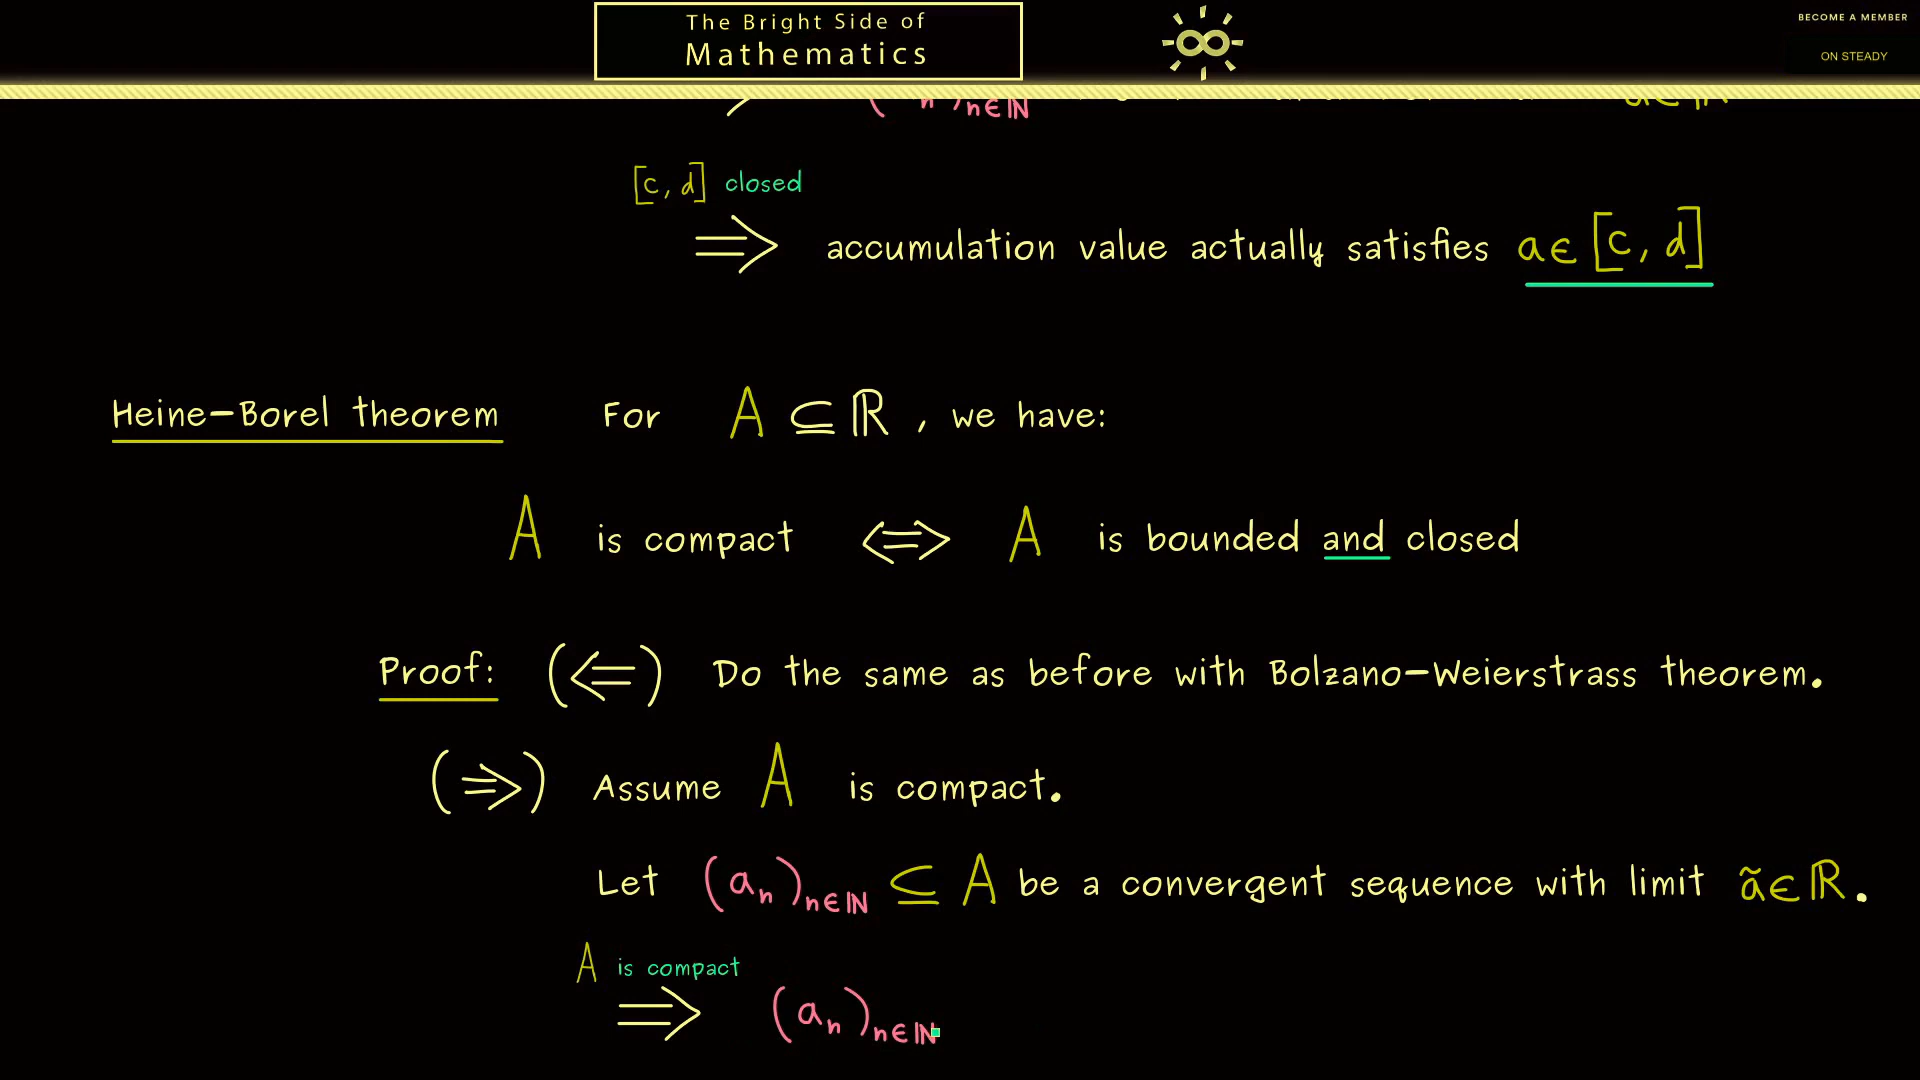 The Bright Side of
Mathematics
BECOME A MEMBER
ON STEADY
n∈ℕ
[c, d] closed
⟹ accumulation value actually satisfies a∈[c, d]
Heine-Borel theorem For A ⊆ ℝ , we have:
A is compact ⟺ A is bounded and closed
Proof: (⟸) Do the same as before with Bolzano-Weierstrass theorem.
(⟹) Assume A is compact.
Let (aₙ)n∈ℕ ⊆ A be a convergent sequence with limit ã∈ℝ.
A is compact
⟹ (aₙ)n∈ℕ